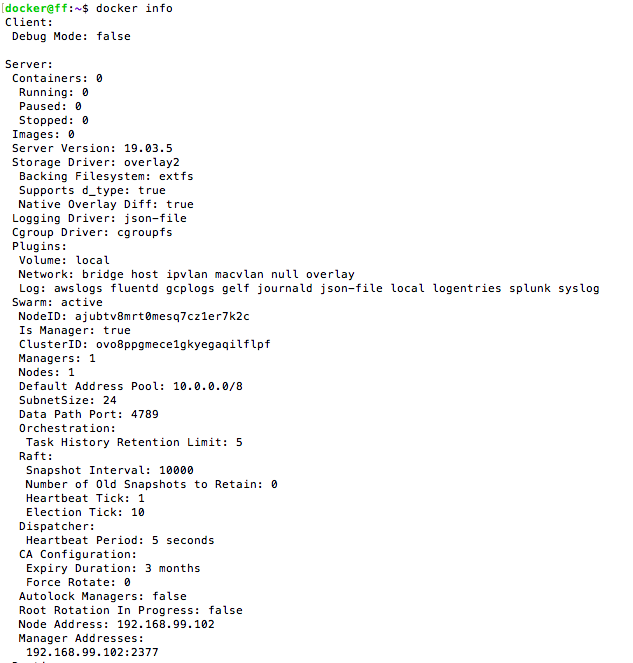 [docker@ff:~$ docker info
Client:
 Debug Mode: false

Server:
 Containers: 0
  Running: 0
  Paused: 0
  Stopped: 0
 Images: 0
 Server Version: 19.03.5
 Storage Driver: overlay2
  Backing Filesystem: extfs
  Supports d_type: true
  Native Overlay Diff: true
 Logging Driver: json-file
 Cgroup Driver: cgroupfs
 Plugins:
  Volume: local
  Network: bridge host ipvlan macvlan null overlay
  Log: awslogs fluentd gcplogs gelf journald json-file local logentries splunk syslog
 Swarm: active
  NodeID: ajubtv8mrt0mesq7cz1er7k2c
  Is Manager: true
  ClusterID: ovo8ppgmece1gkyegaqilflpf
  Managers: 1
  Nodes: 1
  Default Address Pool: 10.0.0.0/8
  SubnetSize: 24
  Data Path Port: 4789
  Orchestration:
   Task History Retention Limit: 5
  Raft:
   Snapshot Interval: 10000
   Number of Old Snapshots to Retain: 0
   Heartbeat Tick: 1
   Election Tick: 10
  Dispatcher:
   Heartbeat Period: 5 seconds
  CA Configuration:
   Expiry Duration: 3 months
   Force Rotate: 0
  Autolock Managers: false
  Root Rotation In Progress: false
  Node Address: 192.168.99.102
  Manager Addresses:
   192.168.99.102:2377